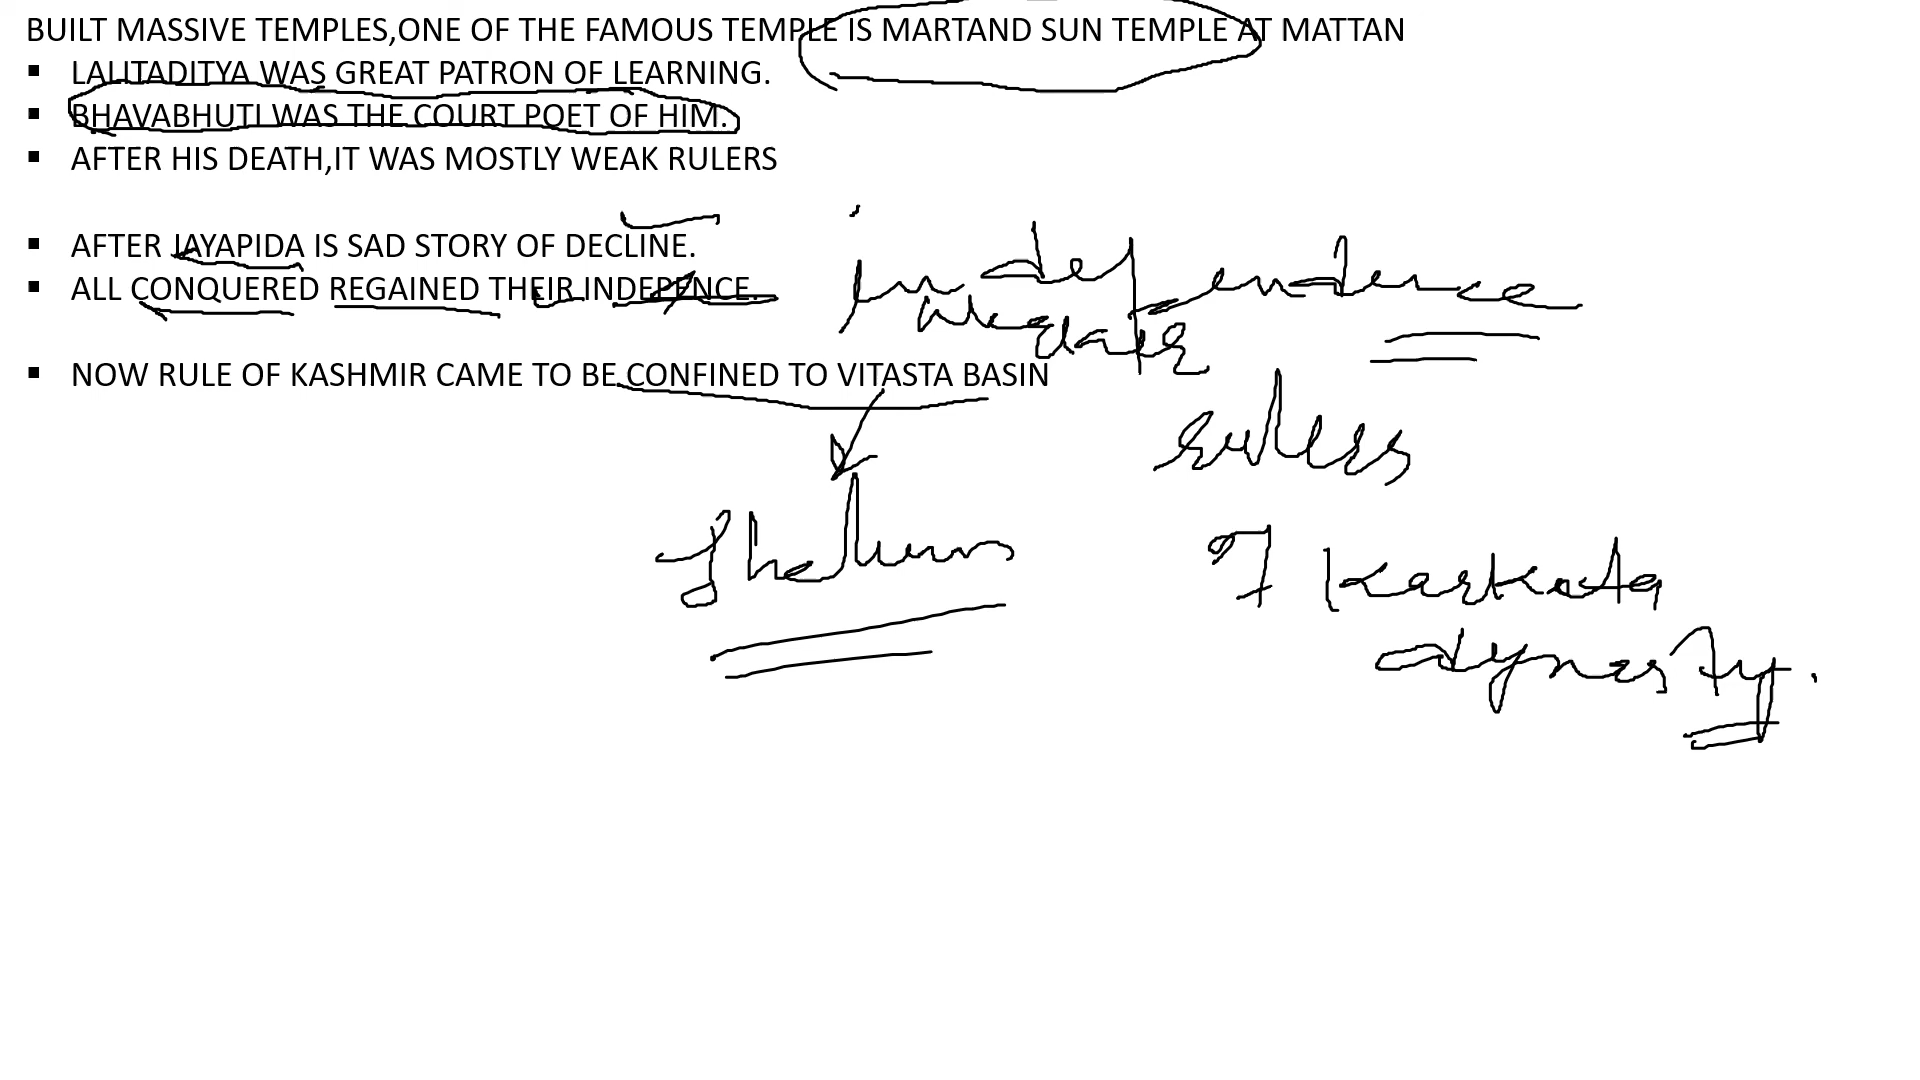 BUILT MASSIVE TEMPLES,ONE OF THE FAMOUS TEMPLE IS MARTAND SUN TEMPLE AT MATTAN
▪ LALITADITYA WAS GREAT PATRON OF LEARNING.
▪ BHAVABHUTI WAS THE COURT POET OF HIM.
▪ AFTER HIS DEATH,IT WAS MOSTLY WEAK RULERS
▪ AFTER JAYAPIDA IS SAD STORY OF DECLINE.
▪ ALL CONQUERED REGAINED THEIR INDEPENCE.
independence
▪ NOW RULE OF KASHMIR CAME TO BE CONFINED TO VITASTA BASIN
rulers
Jhelum
of Karkota
dynasty.